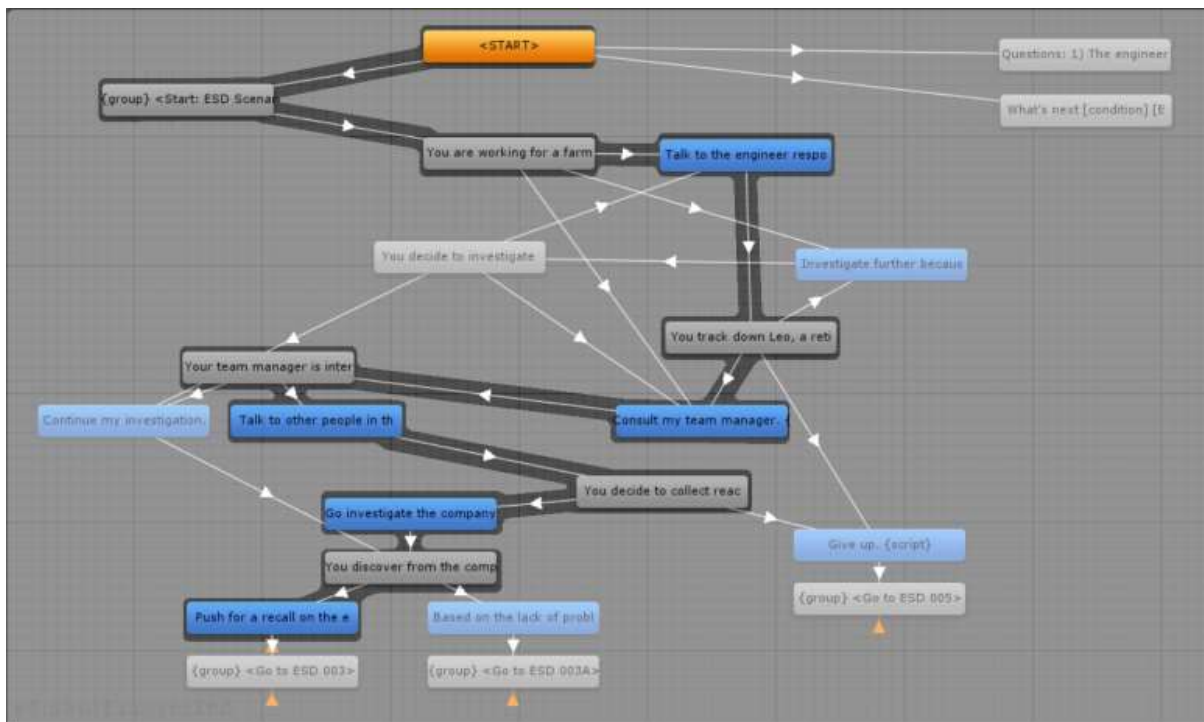 <START>
Questions: 1) The engineer
{group} <Start: ESD Scenar
What's next [condition] [E
You are working for a farm
Talk to the engineer respo
You decide to investigate
Investigate further becaus
You track down Leo, a reti
Your team manager is inter
Continue my investigation.
Talk to other people in th
Consult my team manager. {
You decide to collect reac
Go investigate the company
Give up. {script}
You discover from the comp
{group} <Go to ESD 005>
Push for a recall on the e
Based on the lack of probl
{group} <Go to ESD 003>
{group} <Go to ESD 003A>